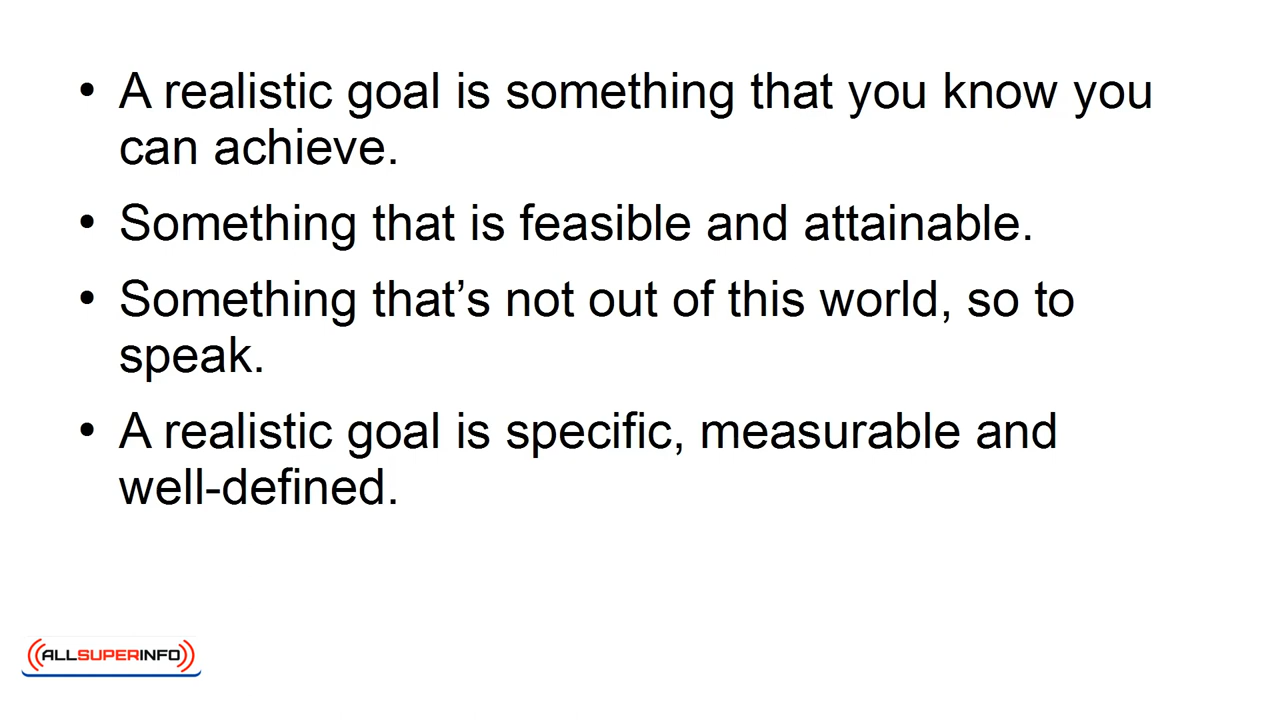 • A realistic goal is something that you know you
can achieve.
• Something that is feasible and attainable.
• Something that’s not out of this world, so to
speak.
• A realistic goal is specific, measurable and
well-defined.
((ALLSUPERINFO))